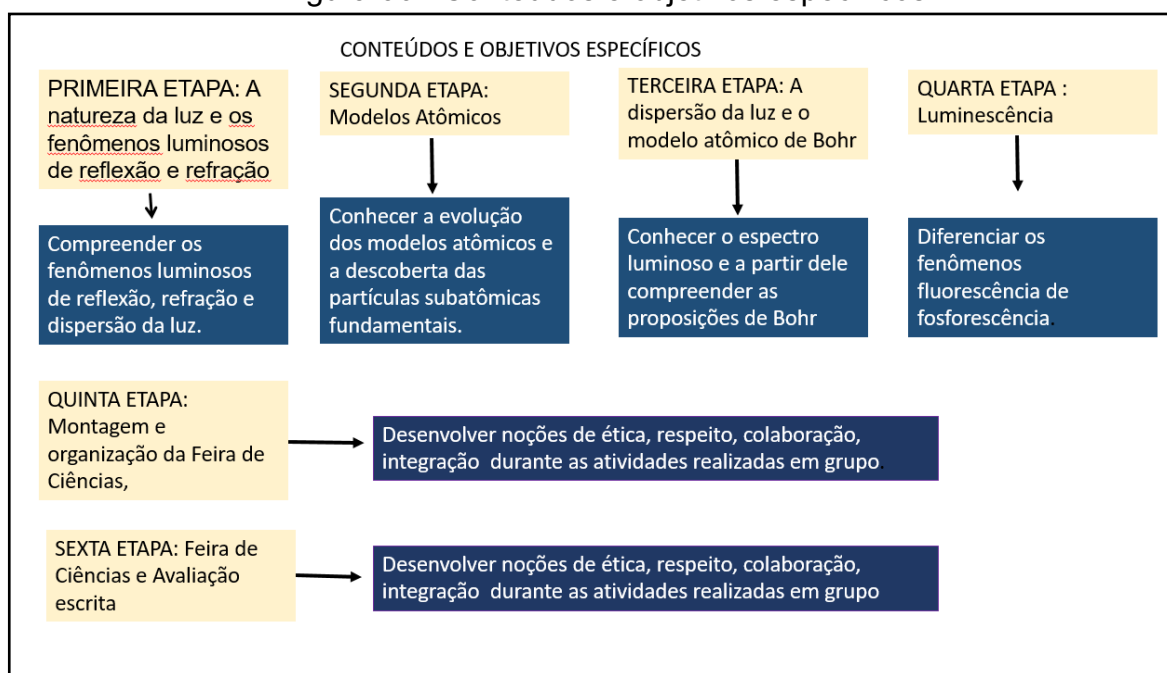 CONTEÚDOS E OBJETIVOS ESPECÍFICOS
PRIMEIRA ETAPA: A
natureza da luz e os
fenômenos luminosos
de reflexão e refração
SEGUNDA ETAPA:
Modelos Atômicos
TERCEIRA ETAPA: A
dispersão da luz e o
modelo atômico de Bohr
QUARTA ETAPA :
Luminescência
Compreender os
fenômenos luminosos
de reflexão, refração e
dispersão da luz.
Conhecer a evolução
dos modelos atômicos e
a descoberta das
partículas subatômicas
fundamentais.
Conhecer o espectro
luminoso e a partir dele
compreender as
proposições de Bohr
Diferenciar os
fenômenos
fluorescência de
fosforescência.
QUINTA ETAPA:
Montagem e
organização da Feira de
Ciências,
Desenvolver noções de ética, respeito, colaboração,
integração  durante as atividades realizadas em grupo.
SEXTA ETAPA: Feira de
Ciências e Avaliação
escrita
Desenvolver noções de ética, respeito, colaboração,
integração  durante as atividades realizadas em grupo